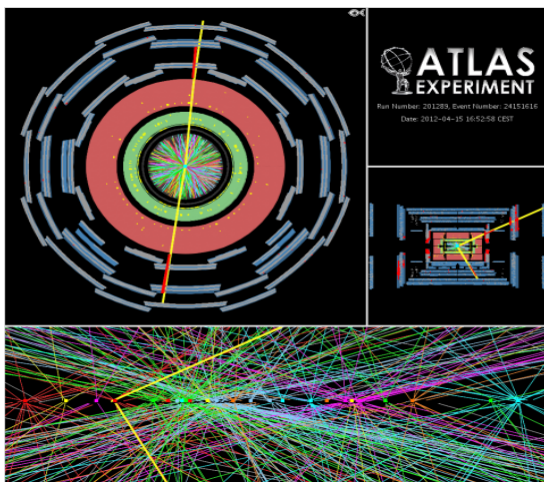 ATLAS
EXPERIMENT
Run Number: 201289, Event Number: 24151616
Date: 2012-04-15 16:52:58 CEST